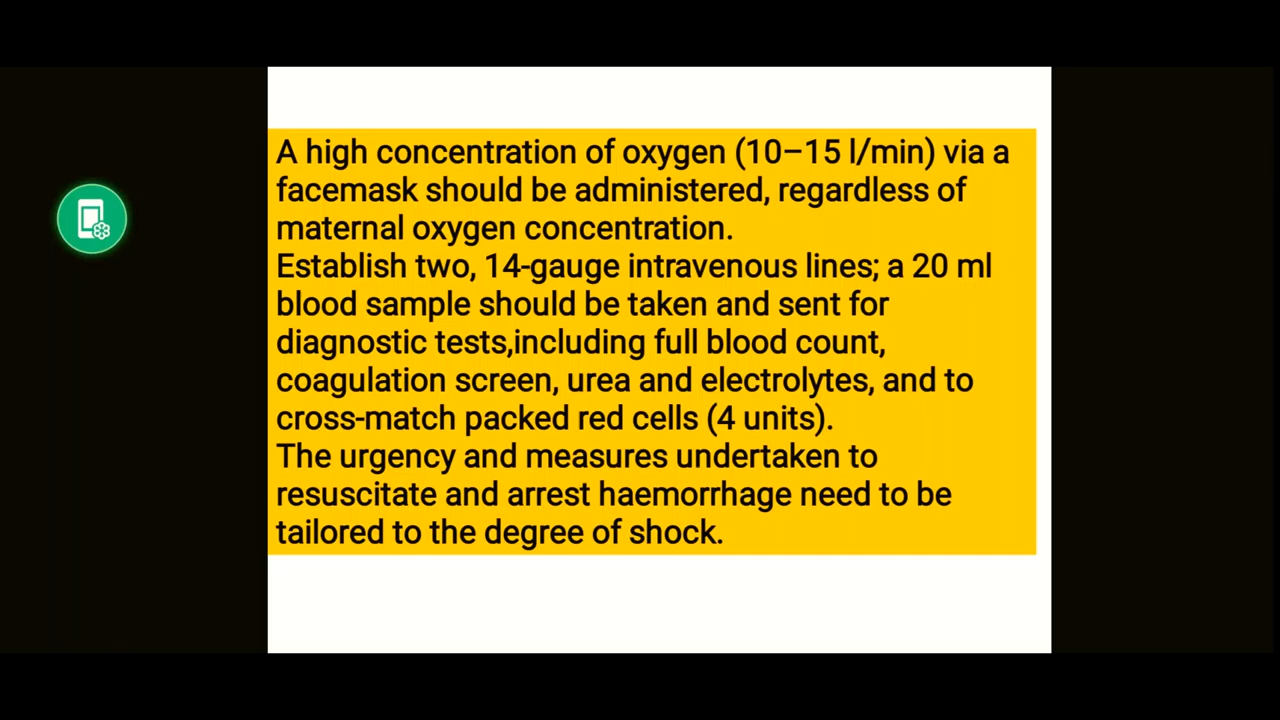 A high concentration of oxygen (10–15 l/min) via a
facemask should be administered, regardless of
maternal oxygen concentration.
Establish two, 14-gauge intravenous lines; a 20 ml
blood sample should be taken and sent for
diagnostic tests,including full blood count,
coagulation screen, urea and electrolytes, and to
cross-match packed red cells (4 units).
The urgency and measures undertaken to
resuscitate and arrest haemorrhage need to be
tailored to the degree of shock.